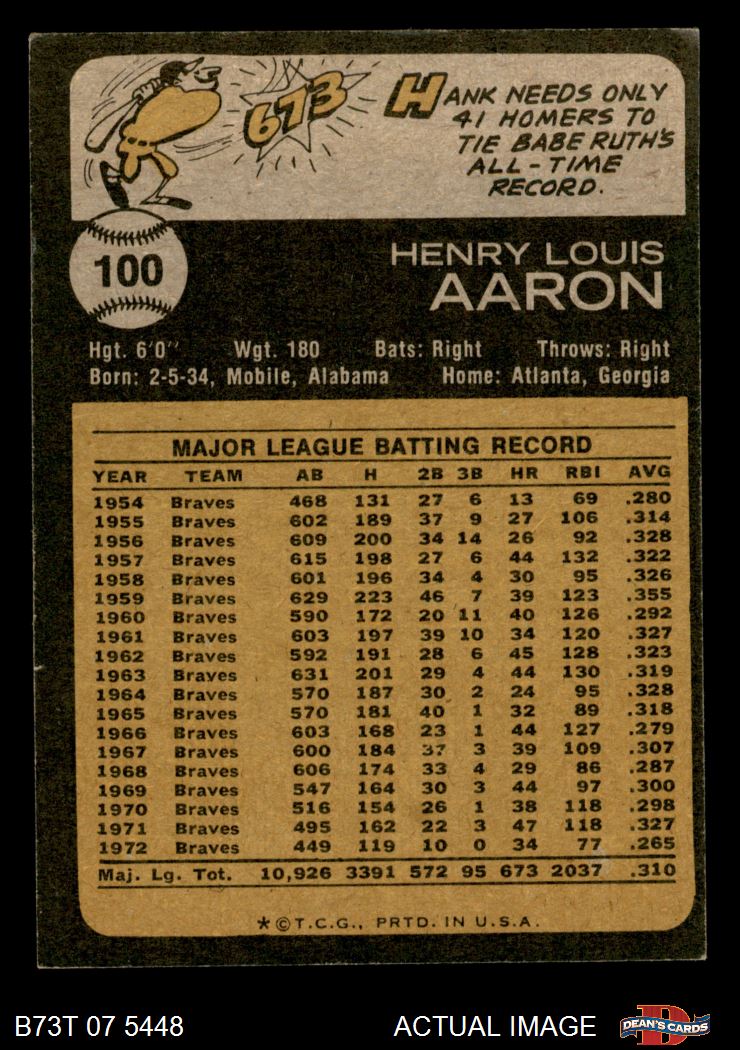 673
HANK NEEDS ONLY
41 HOMERS TO
TIE BABE RUTH'S
ALL-TIME
RECORD.
100
HENRY LOUIS
AARON
Hgt. 6'0" Wgt. 180 Bats: Right Throws: Right
Born: 2-5-34, Mobile, Alabama Home: Atlanta, Georgia
MAJOR LEAGUE BATTING RECORD
YEAR TEAM AB H 2B 3B HR RBI AVG
1954 Braves 468 131 27 6 13 69 .280
1955 Braves 602 189 37 9 27 106 .314
1956 Braves 609 200 34 14 26 92 .328
1957 Braves 615 198 27 6 44 132 .322
1958 Braves 601 196 34 4 30 95 .326
1959 Braves 629 223 46 7 39 123 .355
1960 Braves 590 172 20 11 40 126 .292
1961 Braves 603 197 39 10 34 120 .327
1962 Braves 592 191 28 6 45 128 .323
1963 Braves 631 201 29 4 44 130 .319
1964 Braves 570 187 30 2 24 95 .328
1965 Braves 570 181 40 1 32 89 .318
1966 Braves 603 168 23 1 44 127 .279
1967 Braves 600 184 37 3 39 109 .307
1968 Braves 606 174 33 4 29 86 .287
1969 Braves 547 164 30 3 44 97 .300
1970 Braves 516 154 26 1 38 118 .298
1971 Braves 495 162 22 3 47 118 .327
1972 Braves 449 119 10 0 34 77 .265
Maj. Lg. Tot. 10,926 3391 572 95 673 2037 .310
*©T.C.G., PRTD. IN U.S.A.
B73T 07 5448 ACTUAL IMAGE D DEAN'S CARDS